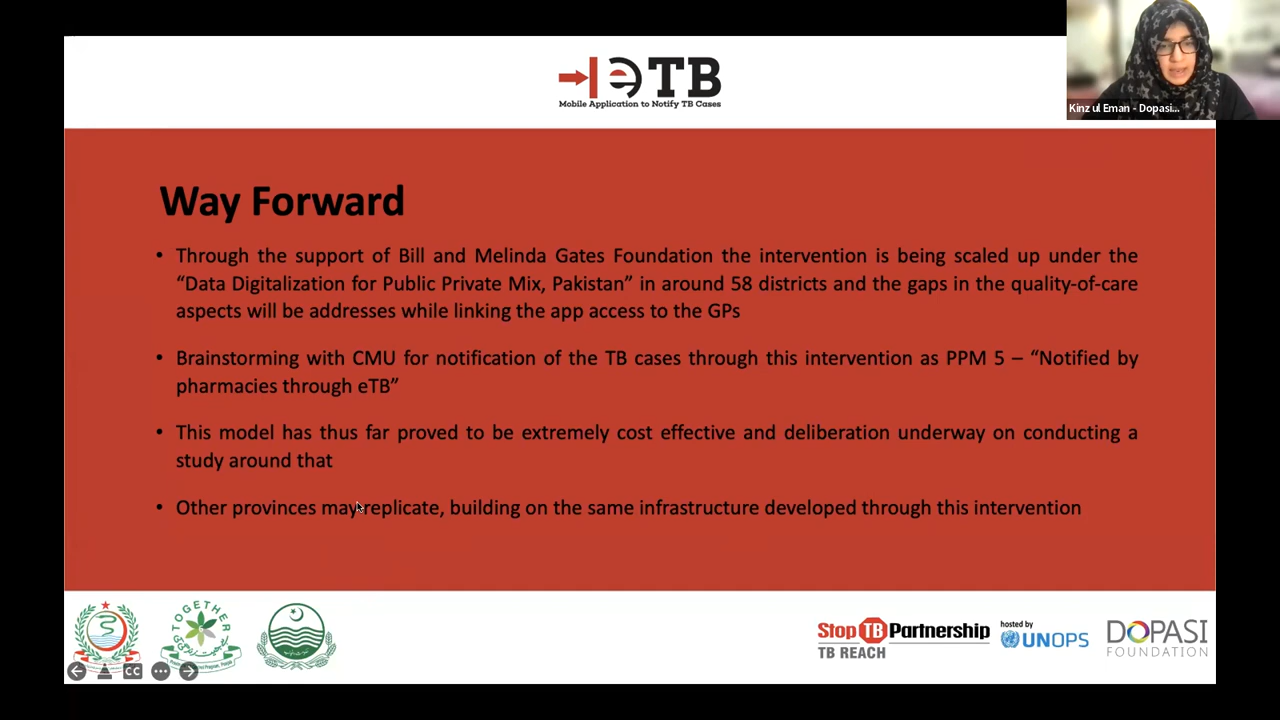 eTB
Mobile Application to Notify TB Cases
Kinz ul Eman - Dopasi...
Way Forward
• Through the support of Bill and Melinda Gates Foundation the intervention is being scaled up under the
“Data Digitalization for Public Private Mix, Pakistan” in around 58 districts and the gaps in the quality-of-care
aspects will be addresses while linking the app access to the GPs
• Brainstorming with CMU for notification of the TB cases through this intervention as PPM 5 – “Notified by
pharmacies through eTB”
• This model has thus far proved to be extremely cost effective and deliberation underway on conducting a
study around that
• Other provinces may replicate, building on the same infrastructure developed through this intervention
TOGETHER
CC
Stop TB Partnership
TB REACH
hosted by
UNOPS
DOPASI
FOUNDATION